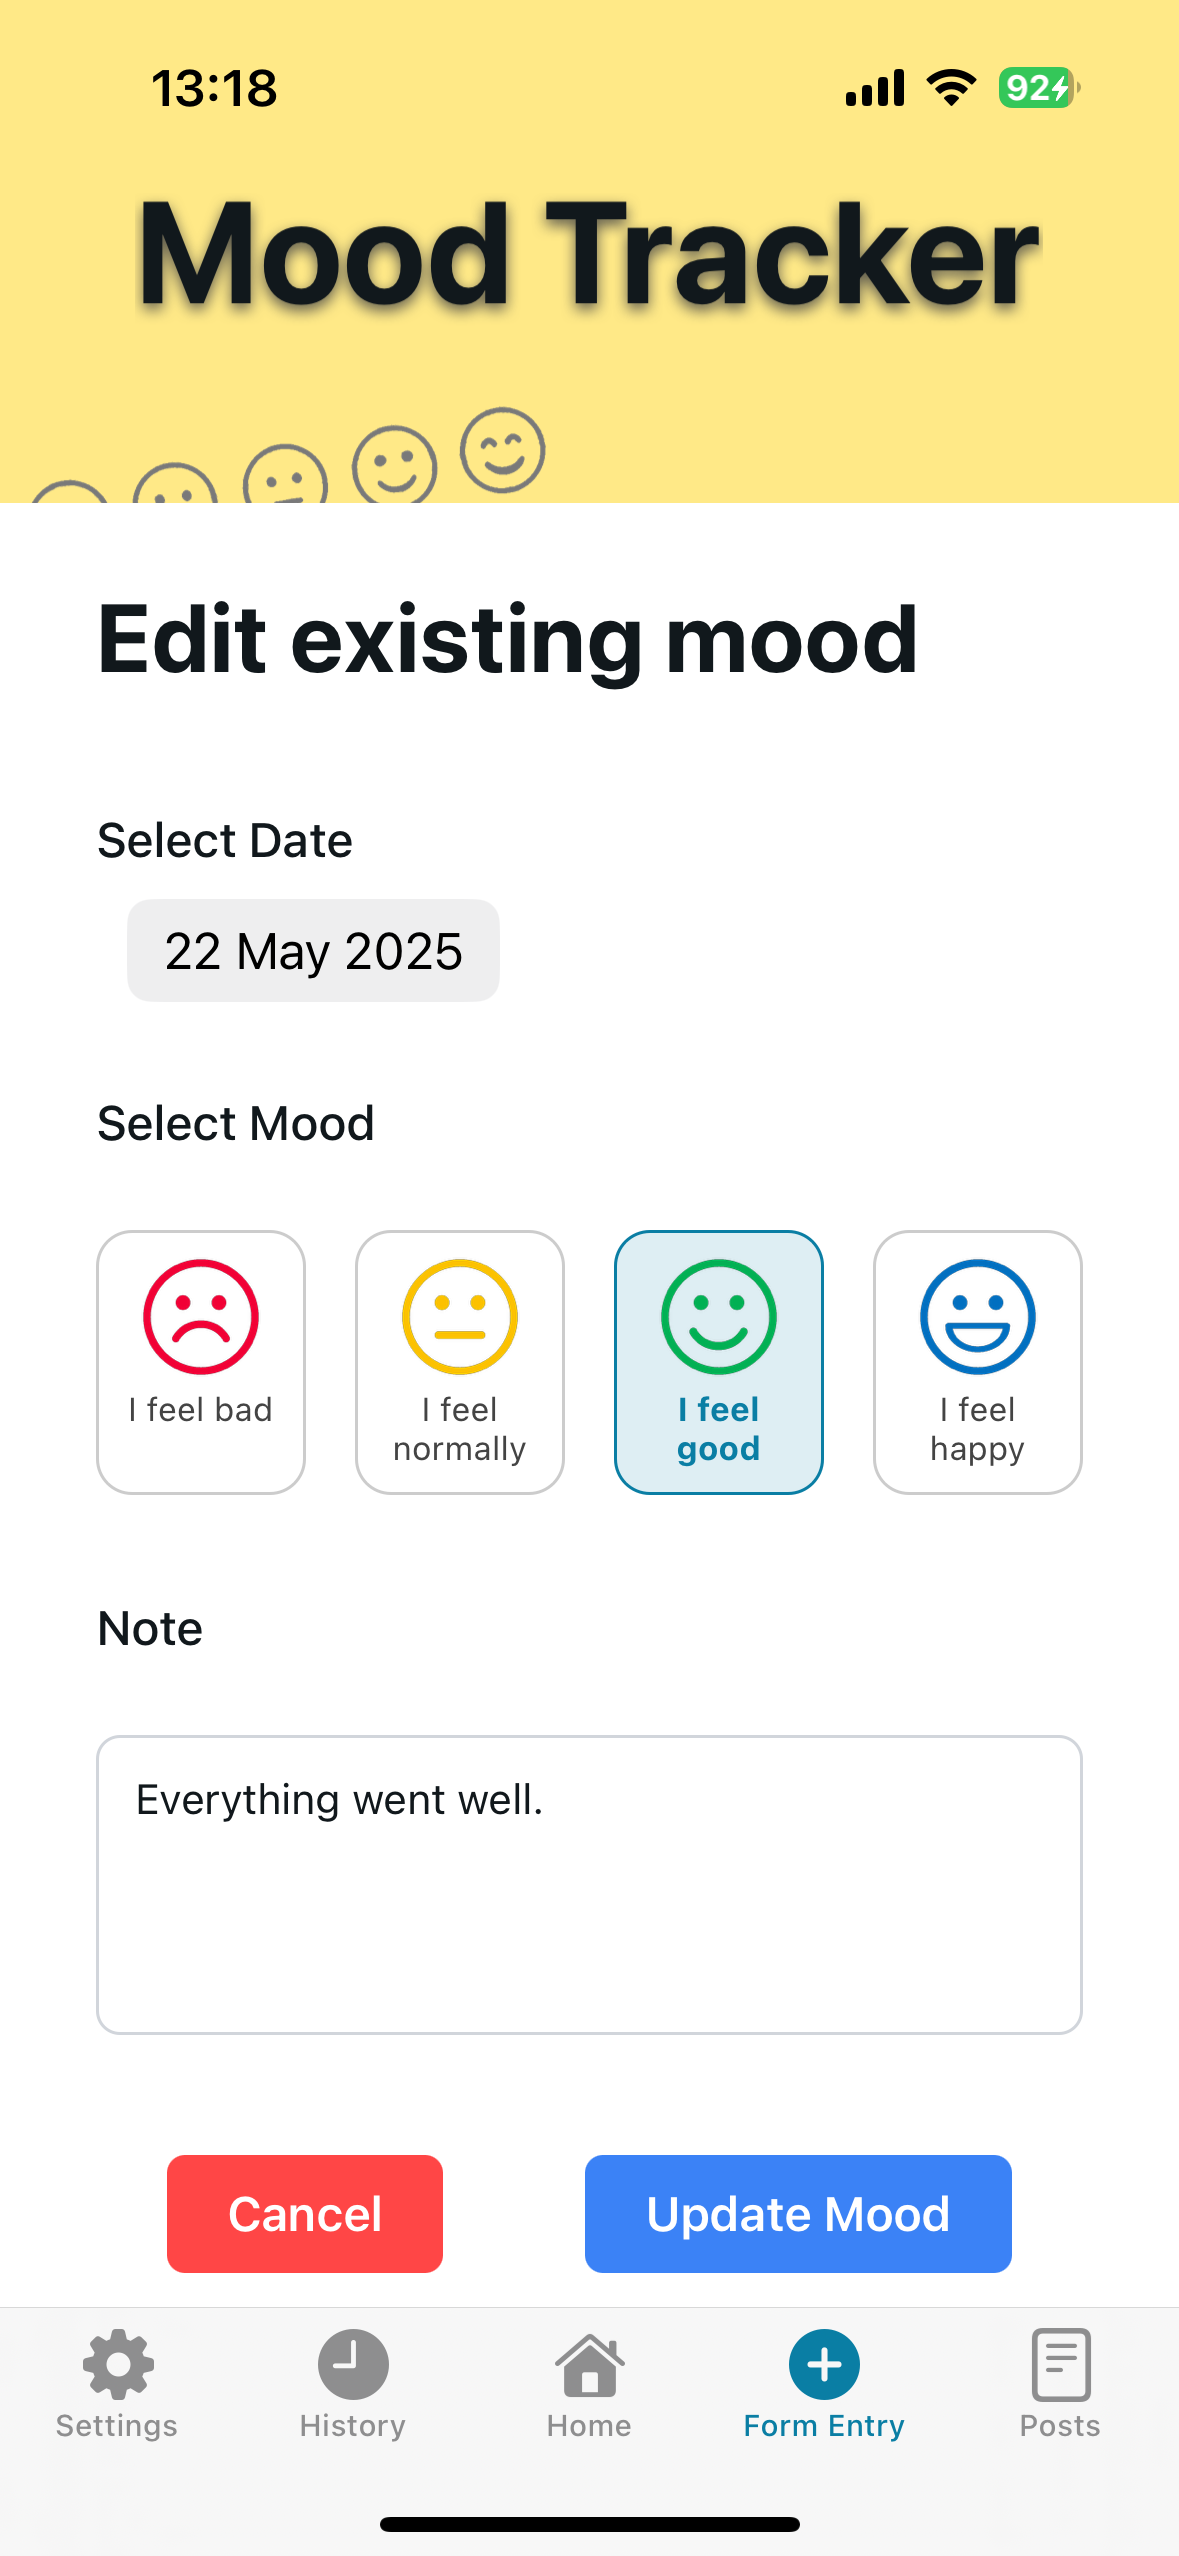 13:18
92
Mood Tracker
Edit existing mood
Select Date
22 May 2025
Select Mood
I feel bad
I feel
normally
I feel
good
I feel
happy
Note
Everything went well.
Cancel
Update Mood
Settings
History
Home
Form Entry
Posts